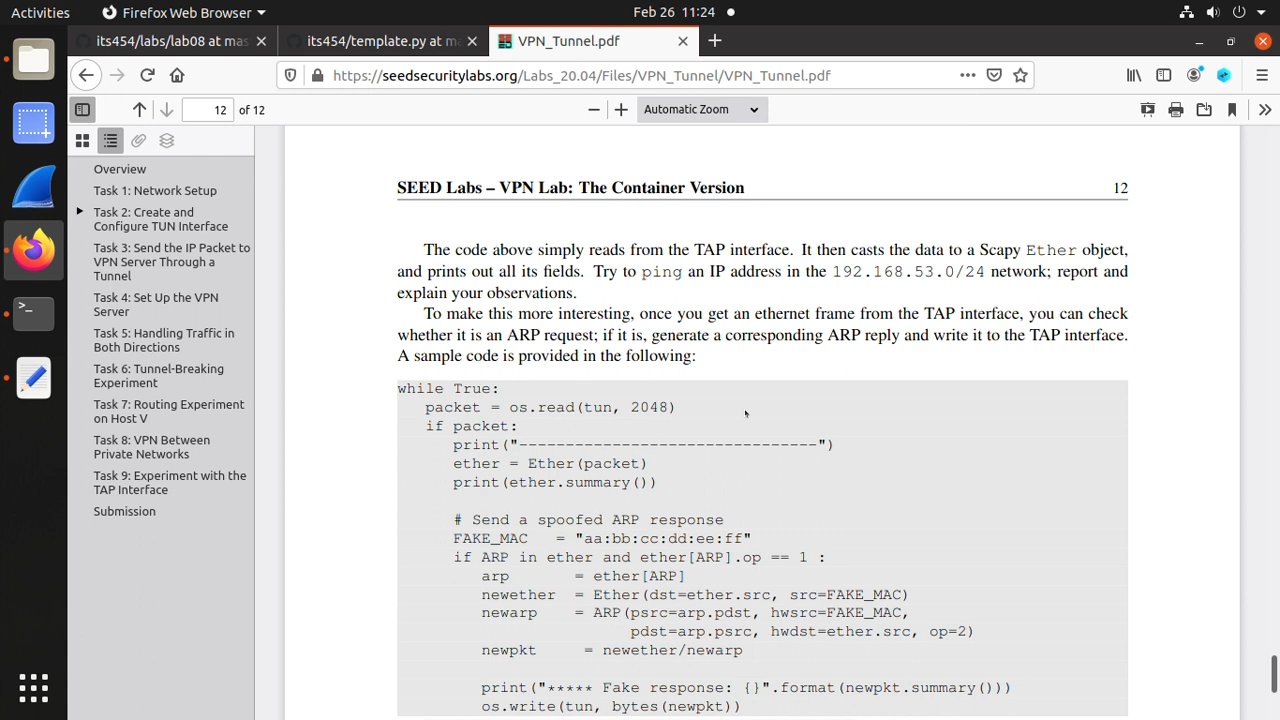 Activities Firefox Web Browser Feb 26 11:24
its454/labs/lab08 at mas its454/template.py at m VPN_Tunnel.pdf
https://seedsecuritylabs.org/Labs_20.04/Files/VPN_Tunnel/VPN_Tunnel.pdf
12 of 12 Automatic Zoom
Overview
Task 1: Network Setup
Task 2: Create and
Configure TUN Interface
Task 3: Send the IP Packet to
VPN Server Through a
Tunnel
Task 4: Set Up the VPN
Server
Task 5: Handling Traffic in
Both Directions
Task 6: Tunnel-Breaking
Experiment
Task 7: Routing Experiment
on Host V
Task 8: VPN Between
Private Networks
Task 9: Experiment with the
TAP Interface
Submission
SEED Labs – VPN Lab: The Container Version 12
The code above simply reads from the TAP interface. It then casts the data to a Scapy Ether object,
and prints out all its fields. Try to ping an IP address in the 192.168.53.0/24 network; report and
explain your observations.
To make this more interesting, once you get an ethernet frame from the TAP interface, you can check
whether it is an ARP request; if it is, generate a corresponding ARP reply and write it to the TAP interface.
A sample code is provided in the following:
while True:
packet = os.read(tun, 2048)
if packet:
print("--------------------------------")
ether = Ether(packet)
print(ether.summary())
# Send a spoofed ARP response
FAKE_MAC = "aa:bb:cc:dd:ee:ff"
if ARP in ether and ether[ARP].op == 1 :
arp = ether[ARP]
newether = Ether(dst=ether.src, src=FAKE_MAC)
newarp = ARP(psrc=arp.pdst, hwsrc=FAKE_MAC,
pdst=arp.psrc, hwdst=ether.src, op=2)
newpkt = newether/newarp
print("***** Fake response: {}".format(newpkt.summary()))
os.write(tun, bytes(newpkt))